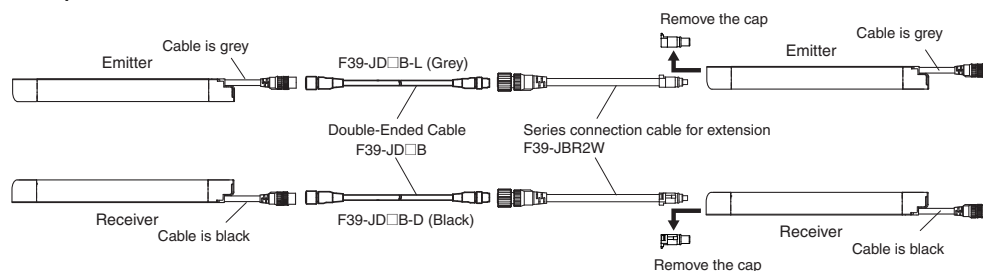 Remove the cap
Cable is grey
Emitter
F39-JD□B-L (Grey)
Emitter
Cable is grey
Double-Ended Cable
F39-JD□B
Series connection cable for extension
F39-JBR2W
Receiver
Cable is black
F39-JD□B-D (Black)
Receiver
Cable is black
Remove the cap